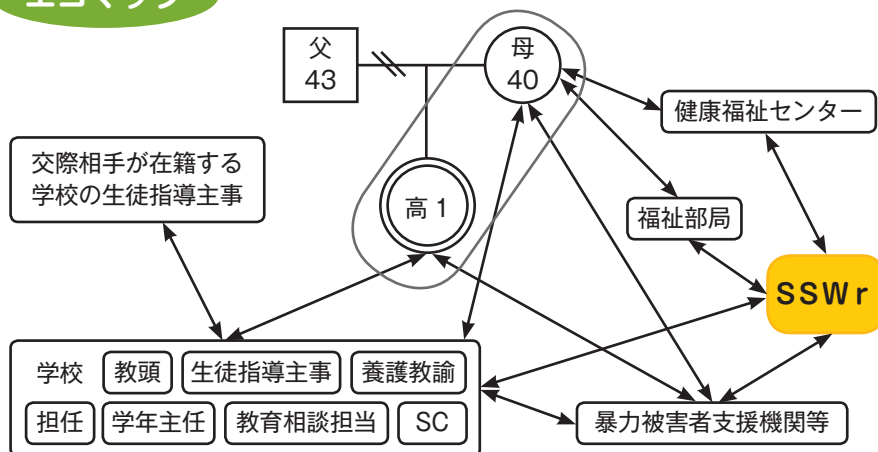 エコマップ
父
43
母
40
健康福祉センター
交際相手が在籍する
学校の生徒指導主事
高1
福祉部局
SSWr
学校 教頭 生徒指導主事 養護教諭
担任 学年主任 教育相談担当 SC
暴力被害者支援機関等